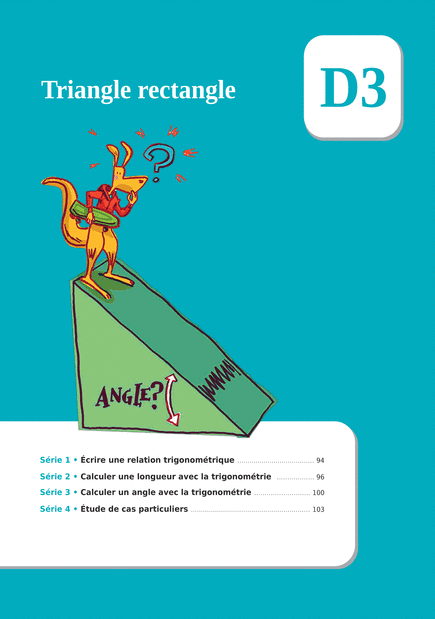 Triangle rectangle
D3
?
ANGLE?
Série 1 • Écrire une relation trigonométrique ........................................ 94
Série 2 • Calculer une longueur avec la trigonométrie .................... 96
Série 3 • Calculer un angle avec la trigonométrie ............................. 100
Série 4 • Étude de cas particuliers ............................................................ 103